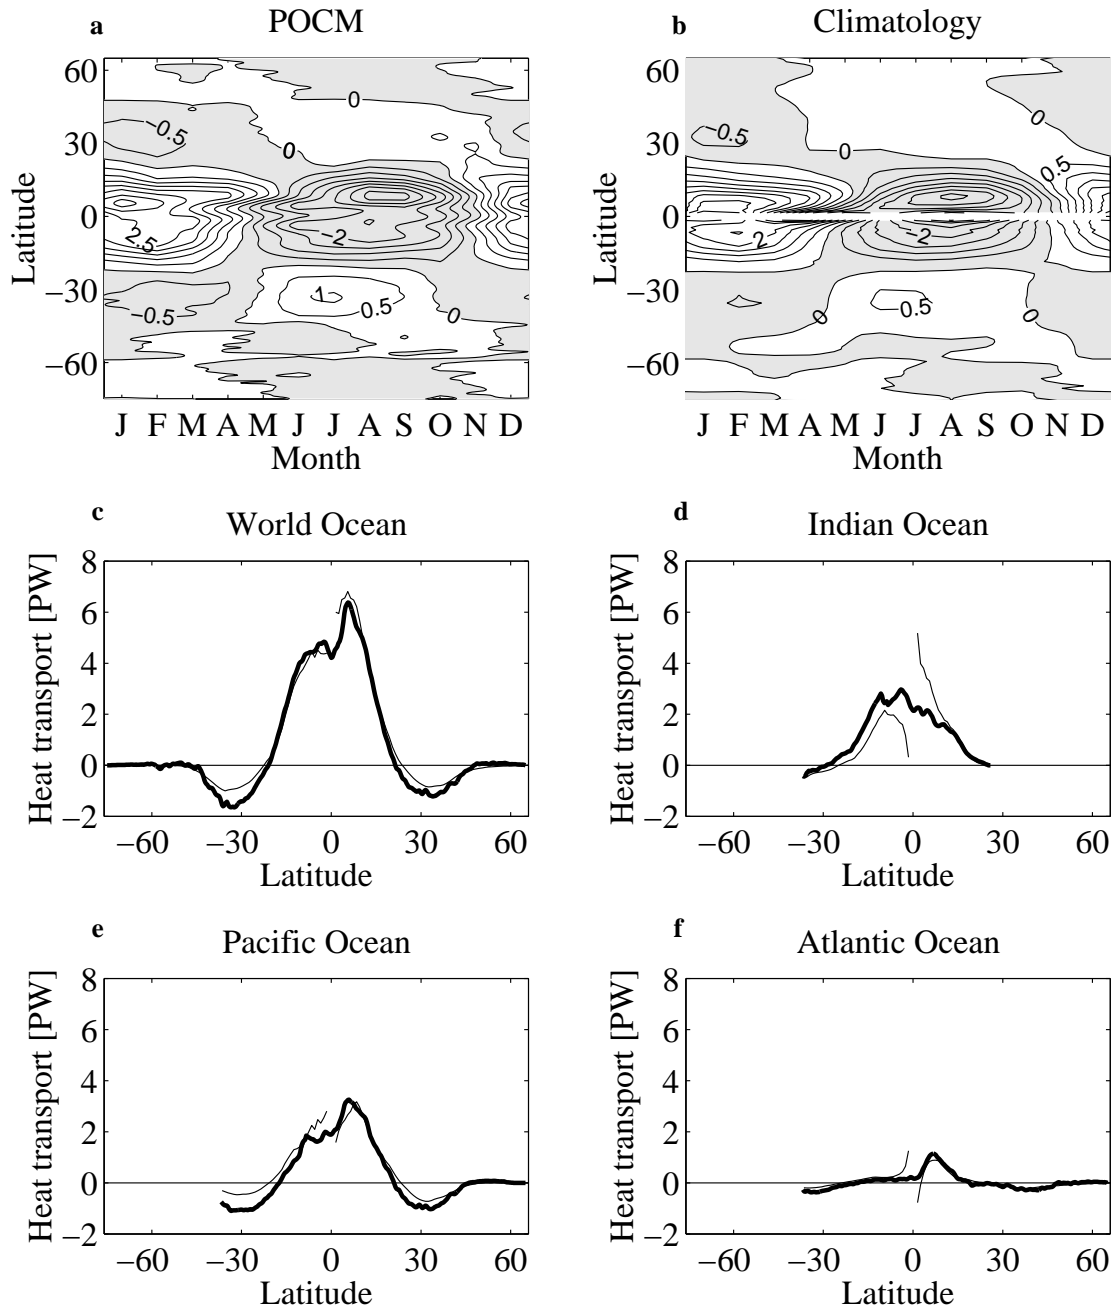 a POCM
b Climatology
60
30
0
−30
−60
Latitude
0
−0.5
0
2.5
−2
1
0.5
−0.5
0
J F M A M J J A S O N D
Month
60
30
0
−30
−60
Latitude
−0.5
0
0
0.5
2
−2
0.5
0
0
J F M A M J J A S O N D
Month
c World Ocean
8
6
4
2
0
−2
Heat transport [PW]
−60 −30 0 30 60
Latitude
d Indian Ocean
8
6
4
2
0
−2
Heat transport [PW]
−60 −30 0 30 60
Latitude
e Pacific Ocean
8
6
4
2
0
−2
Heat transport [PW]
−60 −30 0 30 60
Latitude
f Atlantic Ocean
8
6
4
2
0
−2
Heat transport [PW]
−60 −30 0 30 60
Latitude